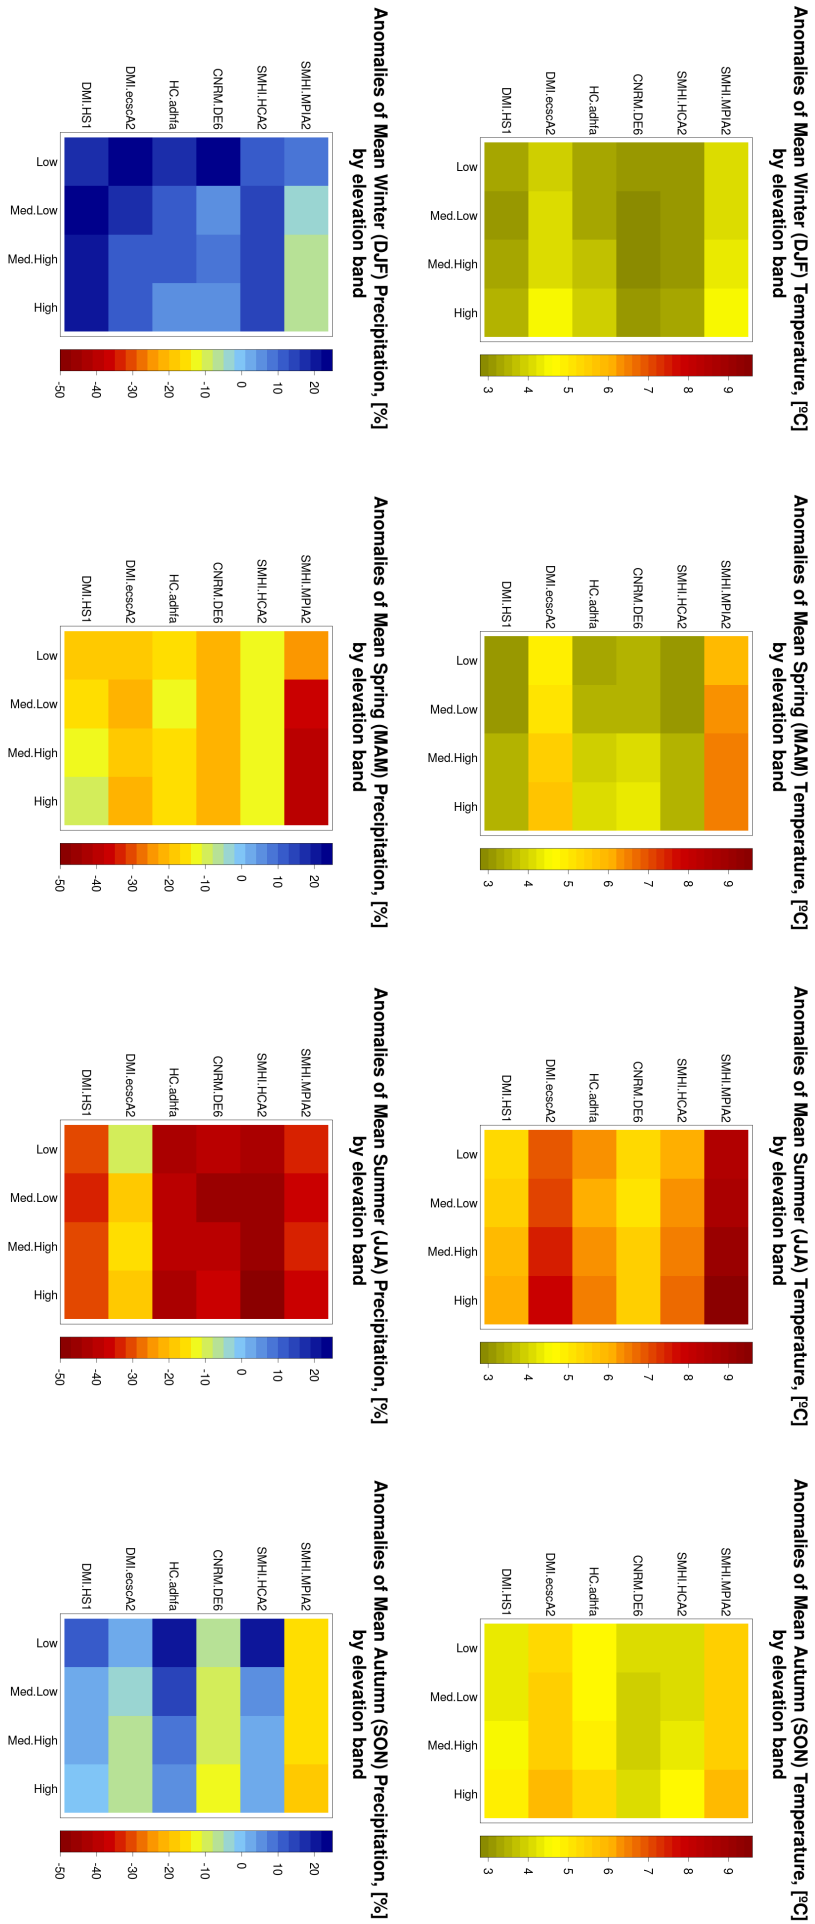 Anomalies of Mean Winter (DJF) Temperature, [ºC]
by elevation band
SMHI.MPIA2
SMHI.HCA2
CNRM.DE6
HC.adhfa
DMI.ecscA2
DMI.HS1
Low
Med.Low
Med.High
High
9
8
7
6
5
4
3
Anomalies of Mean Spring (MAM) Temperature, [ºC]
by elevation band
SMHI.MPIA2
SMHI.HCA2
CNRM.DE6
HC.adhfa
DMI.ecscA2
DMI.HS1
Low
Med.Low
Med.High
High
9
8
7
6
5
4
3
Anomalies of Mean Summer (JJA) Temperature, [ºC]
by elevation band
SMHI.MPIA2
SMHI.HCA2
CNRM.DE6
HC.adhfa
DMI.ecscA2
DMI.HS1
Low
Med.Low
Med.High
High
9
8
7
6
5
4
3
Anomalies of Mean Autumn (SON) Temperature, [ºC]
by elevation band
SMHI.MPIA2
SMHI.HCA2
CNRM.DE6
HC.adhfa
DMI.ecscA2
DMI.HS1
Low
Med.Low
Med.High
High
9
8
7
6
5
4
3
Anomalies of Mean Winter (DJF) Precipitation, [%]
by elevation band
SMHI.MPIA2
SMHI.HCA2
CNRM.DE6
HC.adhfa
DMI.ecscA2
DMI.HS1
Low
Med.Low
Med.High
High
20
10
0
-10
-20
-30
-40
-50
Anomalies of Mean Spring (MAM) Precipitation, [%]
by elevation band
SMHI.MPIA2
SMHI.HCA2
CNRM.DE6
HC.adhfa
DMI.ecscA2
DMI.HS1
Low
Med.Low
Med.High
High
20
10
0
-10
-20
-30
-40
-50
Anomalies of Mean Summer (JJA) Precipitation, [%]
by elevation band
SMHI.MPIA2
SMHI.HCA2
CNRM.DE6
HC.adhfa
DMI.ecscA2
DMI.HS1
Low
Med.Low
Med.High
High
20
10
0
-10
-20
-30
-40
-50
Anomalies of Mean Autumn (SON) Precipitation, [%]
by elevation band
SMHI.MPIA2
SMHI.HCA2
CNRM.DE6
HC.adhfa
DMI.ecscA2
DMI.HS1
Low
Med.Low
Med.High
High
20
10
0
-10
-20
-30
-40
-50